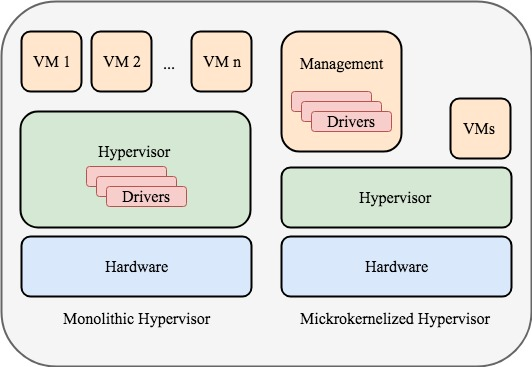 VM 1 VM 2 ... VM n
Hypervisor
Drivers
Hardware
Monolithic Hypervisor
Management
Drivers
VMs
Hypervisor
Hardware
Mickrokernelized Hypervisor